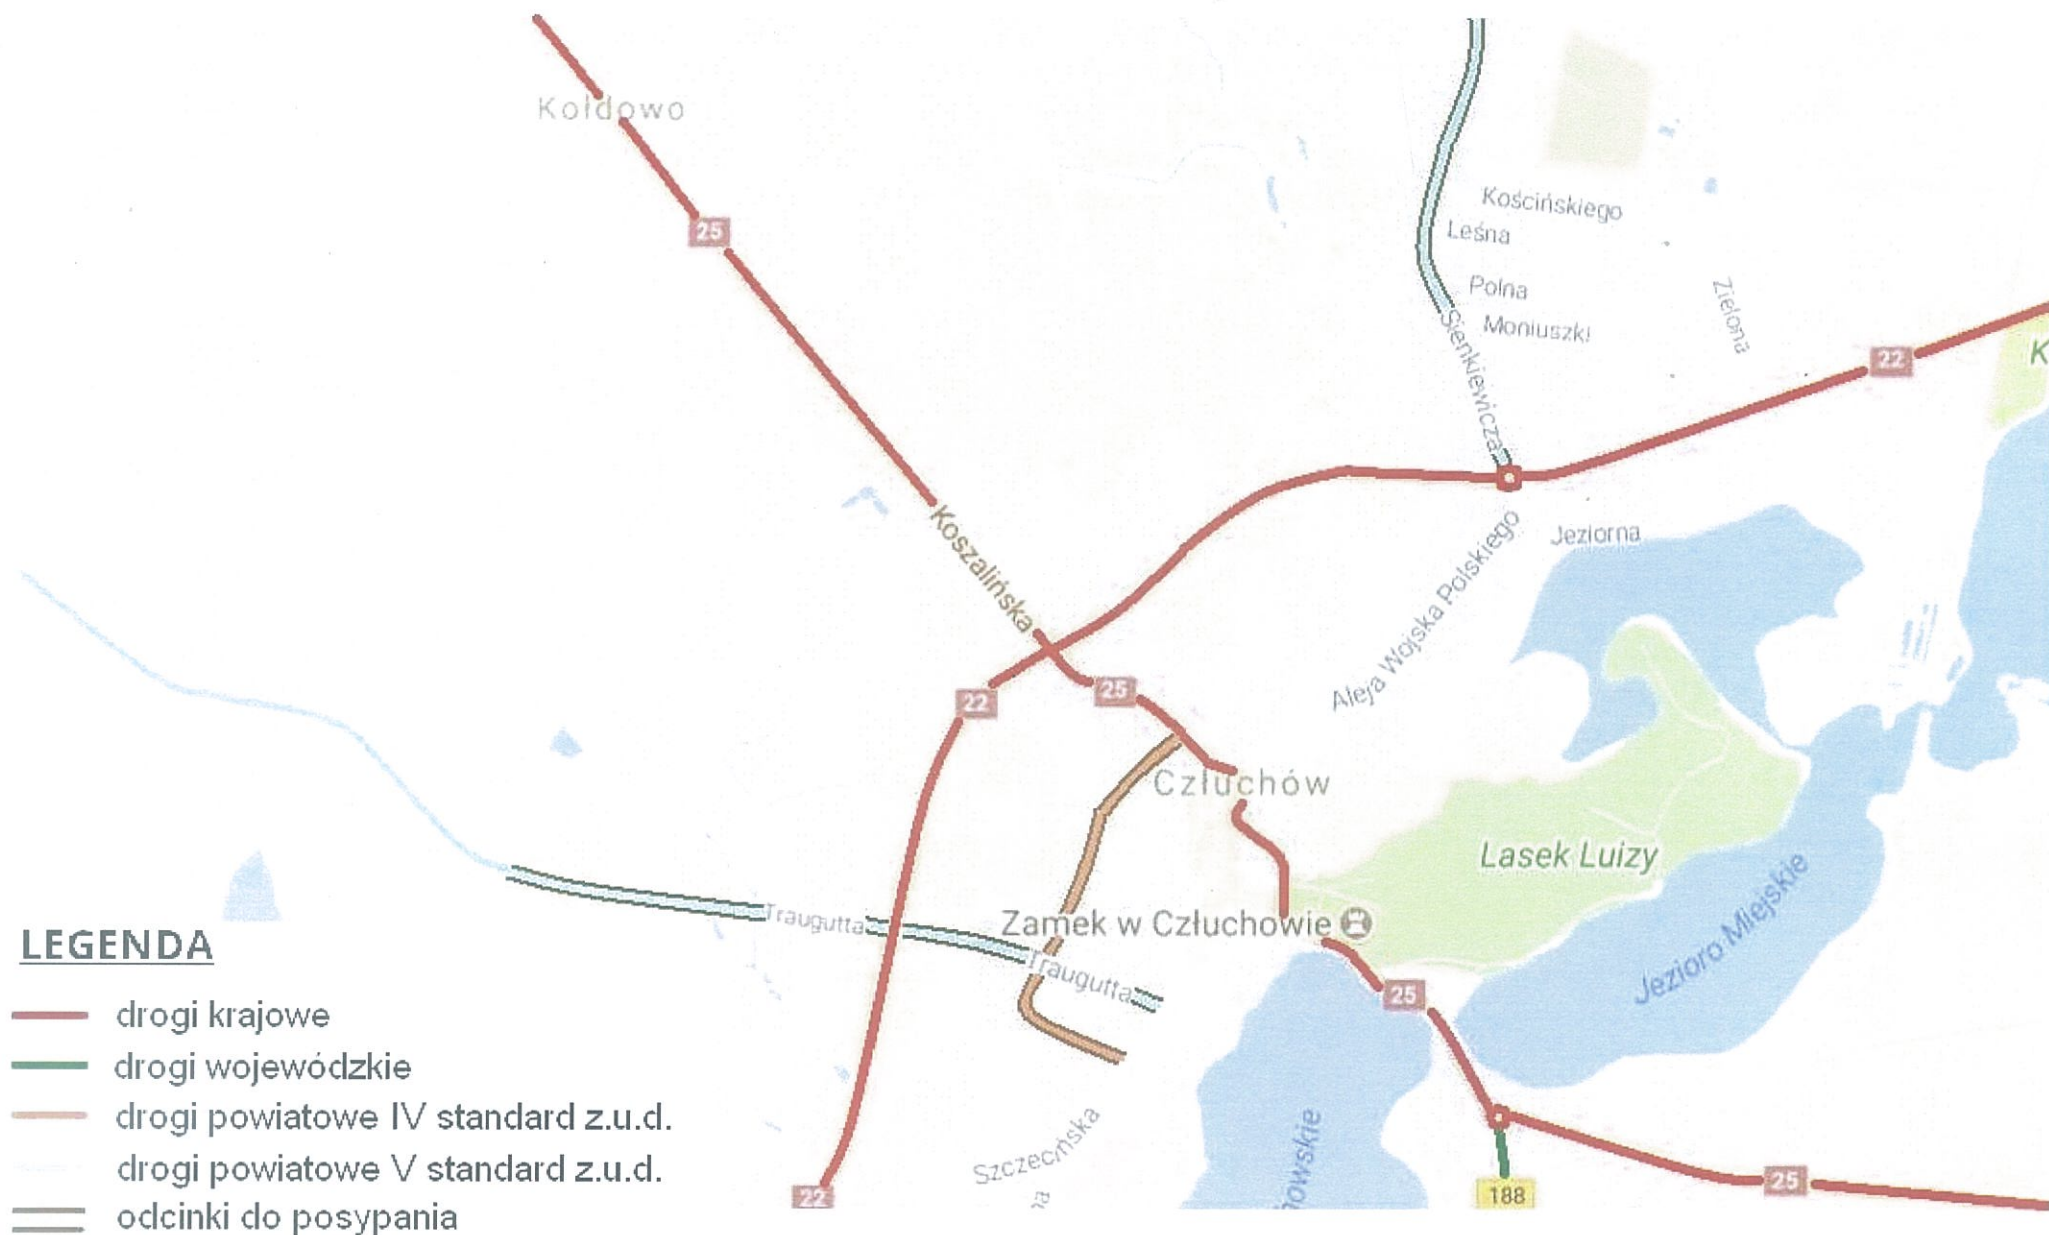 Kołdowo
25
Kościńskiego
Leśna
Polna
Moniuszki
Zielona
Sienkiewicza
22
K
Koszalińska
Jeziorna
Aleja Wojska Polskiego
22
25
Człuchów
Lasek Luizy
Traugutta
Zamek w Człuchowie
Traugutta
Jezioro Miejskie
25
howskie
Szczecińska
na
22
188
25
LEGENDA
drogi krajowe
drogi wojewódzkie
drogi powiatowe IV standard z.u.d.
drogi powiatowe V standard z.u.d.
odcinki do posypania